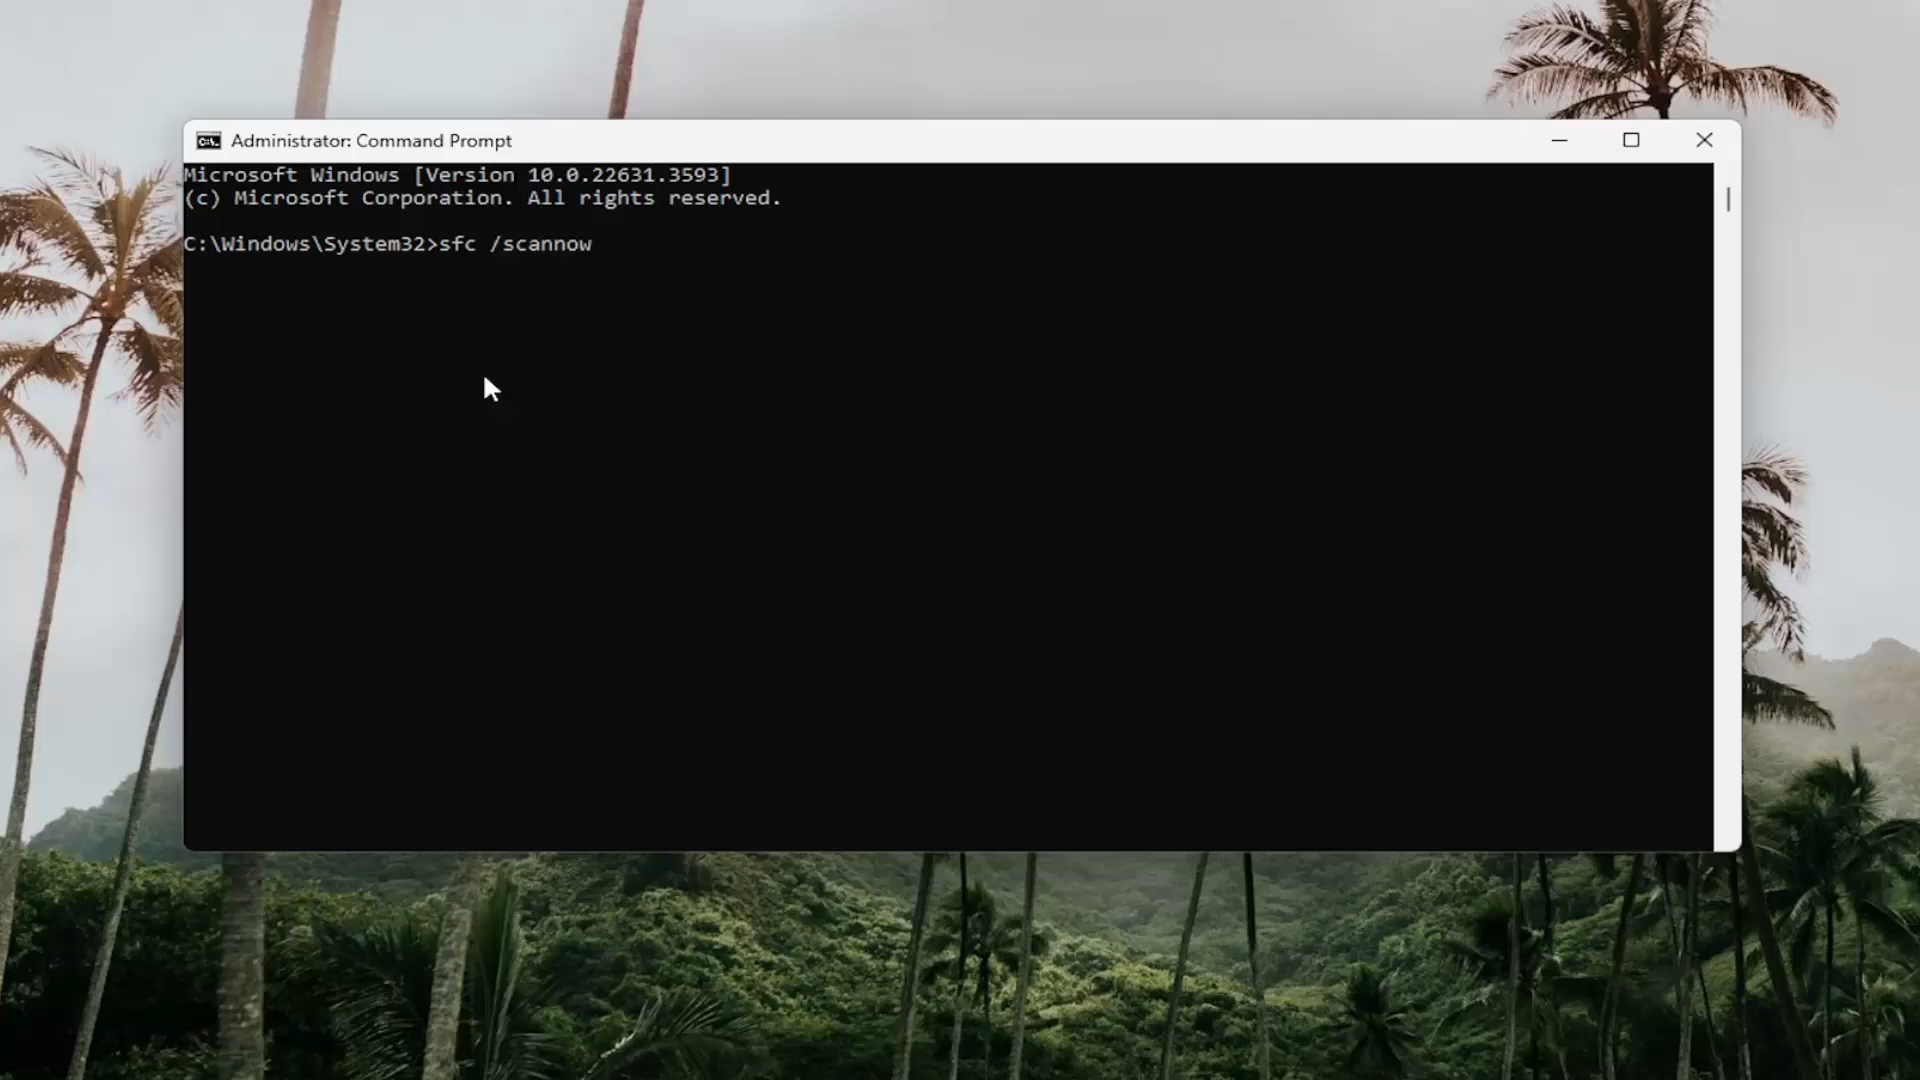 Administrator: Command Prompt
Microsoft Windows [Version 10.0.22631.3593]
(c) Microsoft Corporation. All rights reserved.
C:\Windows\System32>sfc /scannow